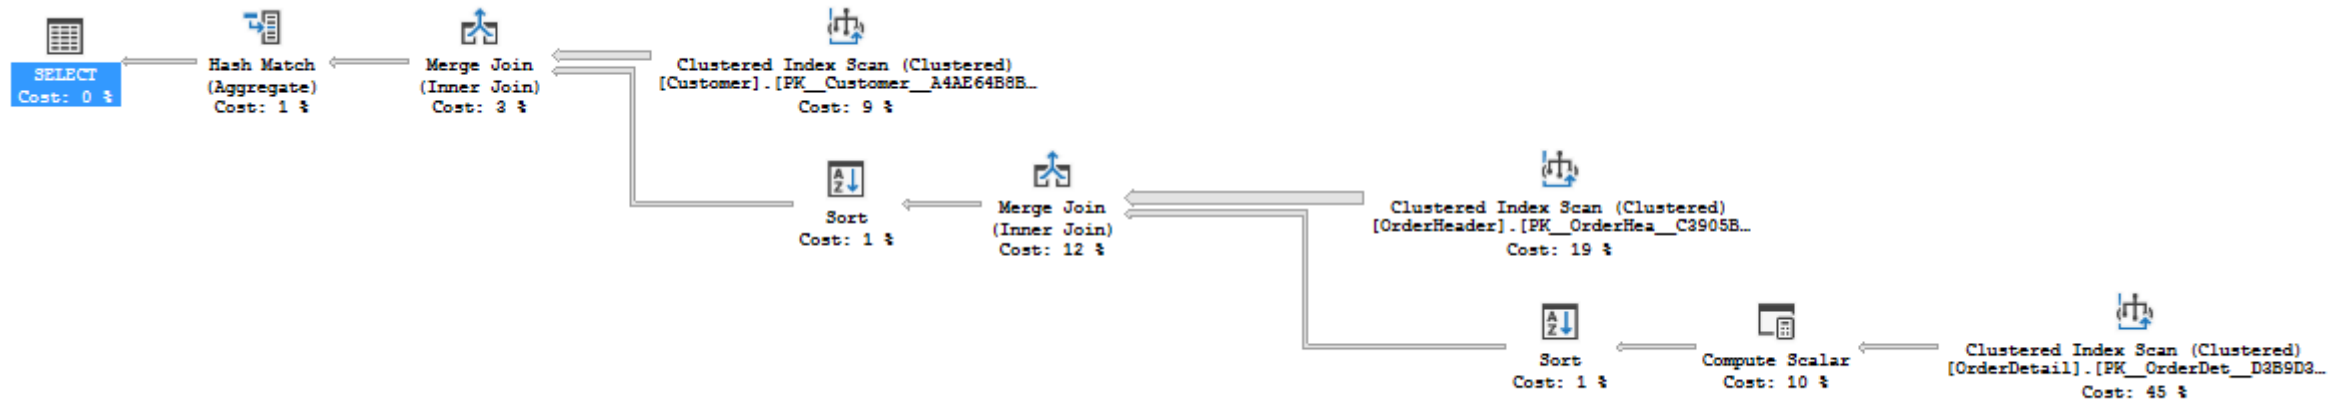 SELECT
Cost: 0 %
Hash Match
(Aggregate)
Cost: 1 %
Merge Join
(Inner Join)
Cost: 3 %
Clustered Index Scan (Clustered)
[Customer].[PK__Customer__A4AE64B8B…
Cost: 9 %
Sort
Cost: 1 %
Merge Join
(Inner Join)
Cost: 12 %
Clustered Index Scan (Clustered)
[OrderHeader].[PK__OrderHea__C3905B…
Cost: 19 %
Sort
Cost: 1 %
Compute Scalar
Cost: 10 %
Clustered Index Scan (Clustered)
[OrderDetail].[PK__OrderDet__D3B9D3…
Cost: 45 %